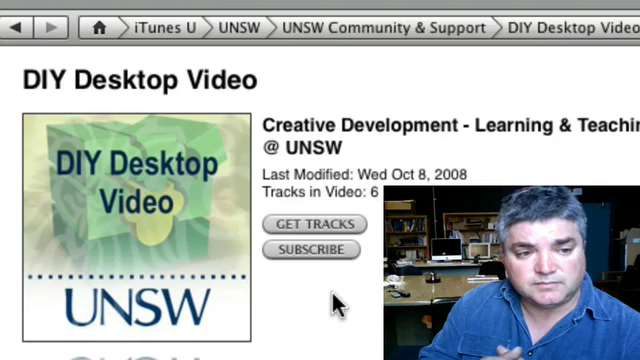 iTunes U UNSW UNSW Community & Support DIY Desktop Video
DIY Desktop Video
DIY Desktop
Video
UNSW
Creative Development - Learning &
@ UNSW
Last Modified: Wed Oct 8, 2008
Tracks in Video: 6
GET TRACKS
SUBSCRIBE